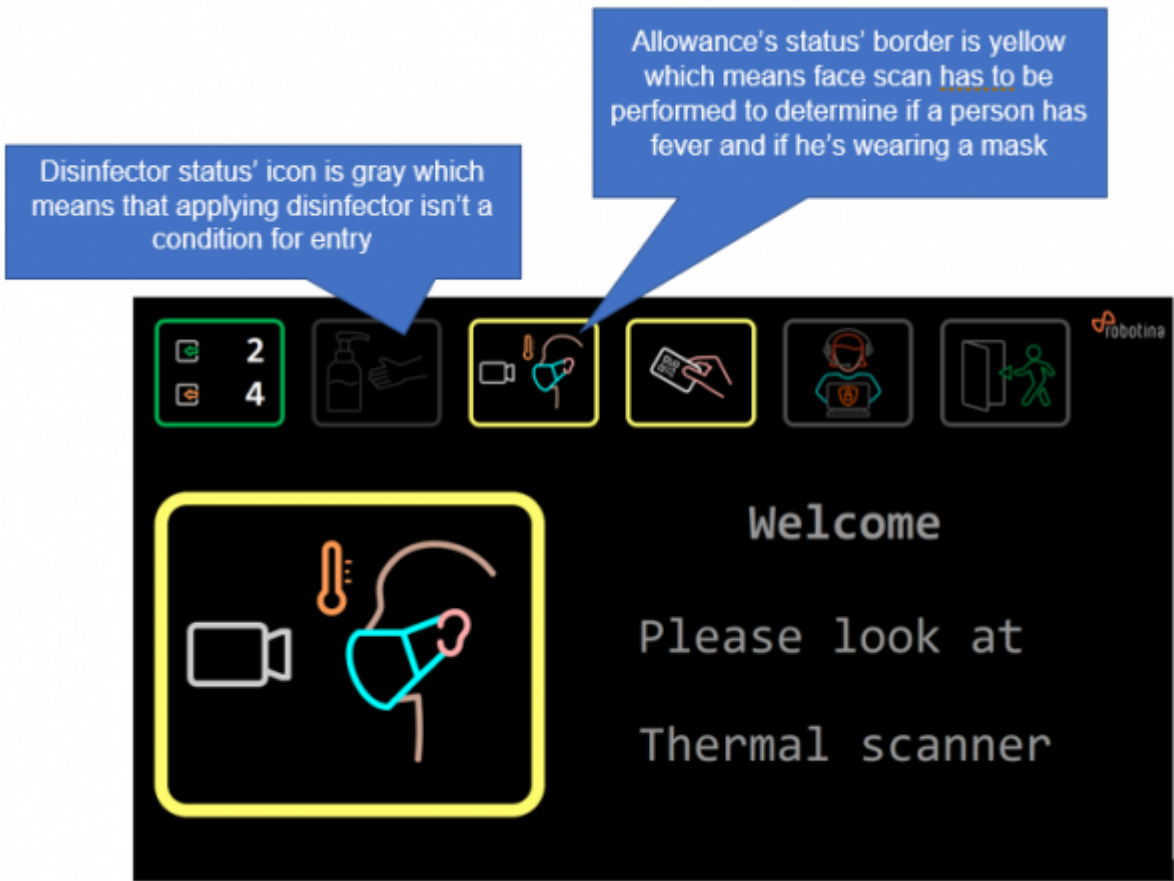 Allowance's status' border is yellow
which means face scan has to be
performed to determine if a person has
fever and if he's wearing a mask
Disinfector status' icon is gray which
means that applying disinfector isn't a
condition for entry
2
4
robotina
Welcome
Please look at
Thermal scanner